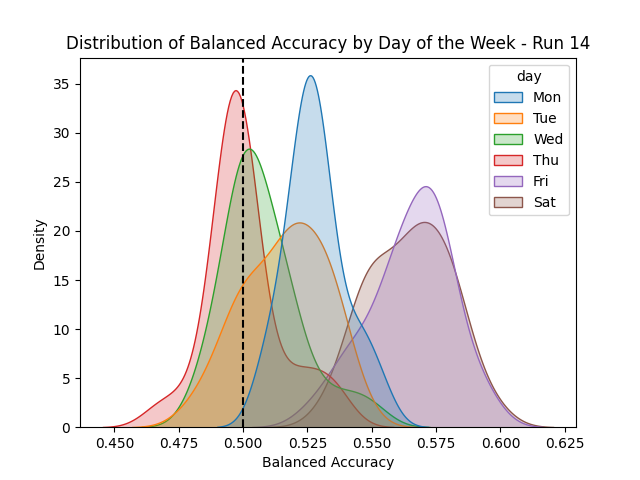 Distribution of Balanced Accuracy by Day of the Week - Run 14
day
Mon
Tue
Wed
Thu
Fri
Sat
Density
35
30
25
20
15
10
5
0
0.450 0.475 0.500 0.525 0.550 0.575 0.600 0.625
Balanced Accuracy